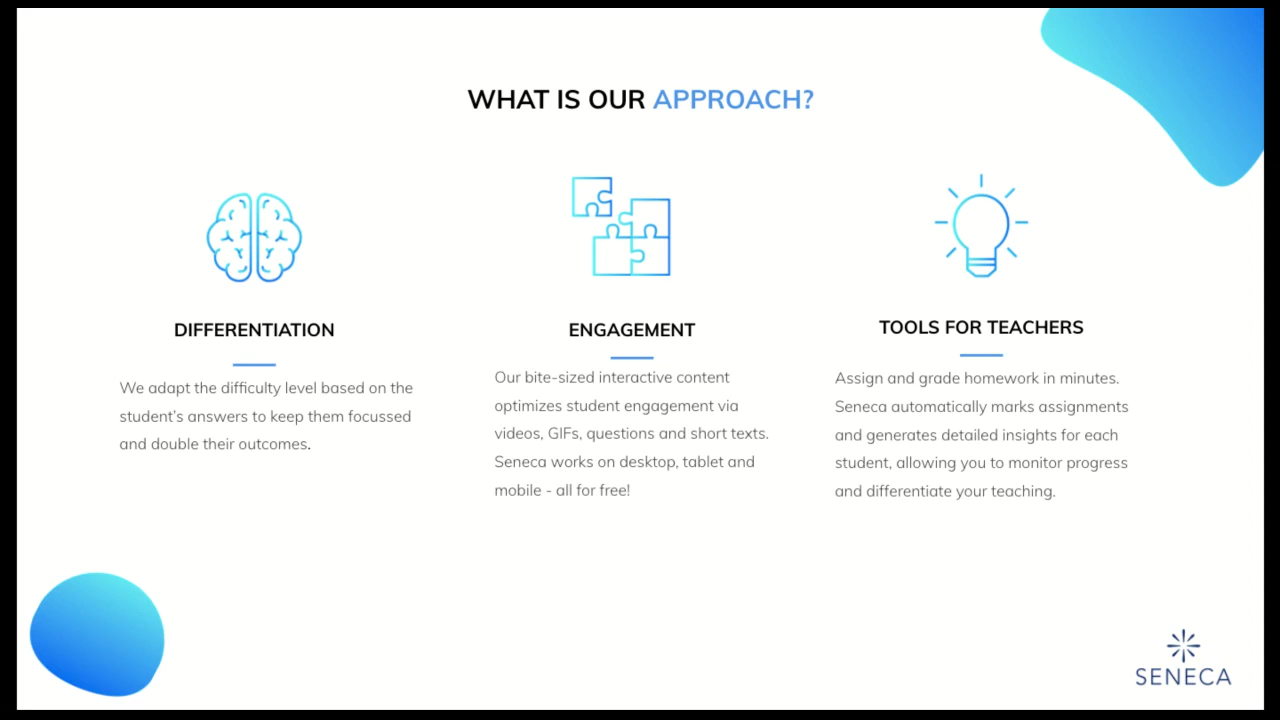 WHAT IS OUR APPROACH?
DIFFERENTIATION
We adapt the difficulty level based on the
student's answers to keep them focussed
and double their outcomes.
ENGAGEMENT
Our bite-sized interactive content
optimizes student engagement via
videos, GIFs, questions and short texts.
Seneca works on desktop, tablet and
mobile - all for free!
TOOLS FOR TEACHERS
Assign and grade homework in minutes.
Seneca automatically marks assignments
and generates detailed insights for each
student, allowing you to monitor progress
and differentiate your teaching.
SENECA